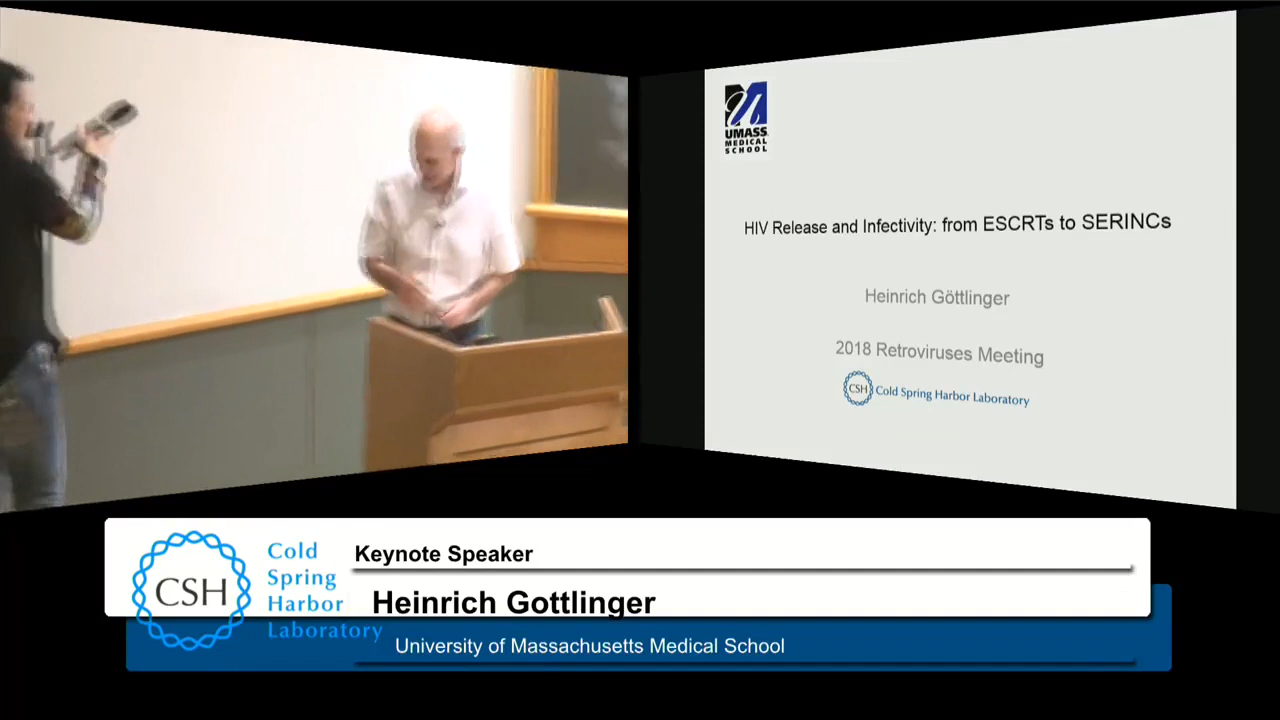 UMASS
MEDICAL
SCHOOL
HIV Release and Infectivity: from ESCRTs to SERINCs
Heinrich Göttlinger
2018 Retroviruses Meeting
CSH Cold Spring Harbor Laboratory
CSH
Cold
Spring
Harbor
Laboratory
Keynote Speaker
Heinrich Gottlinger
University of Massachusetts Medical School